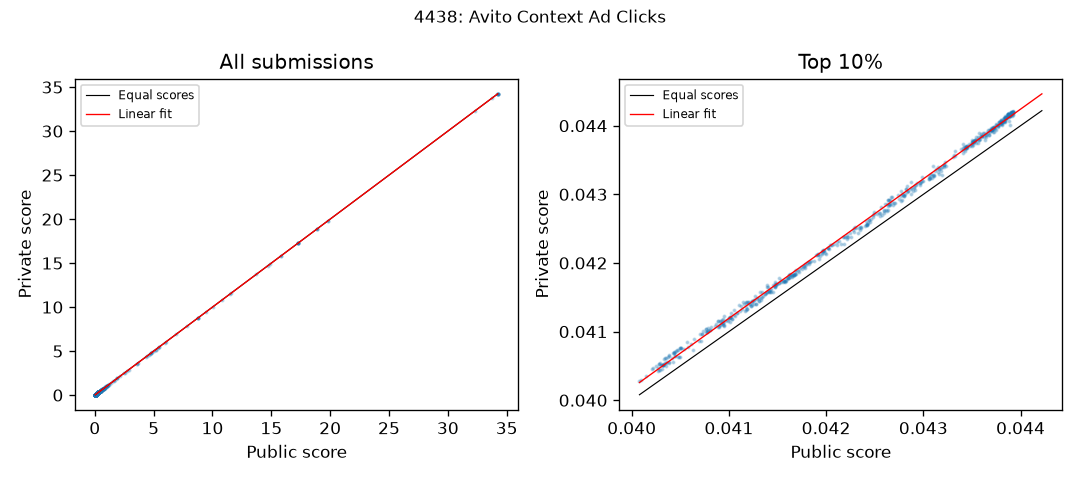 4438: Avito Context Ad Clicks
All submissions
Equal scores
Linear fit
35
30
25
20
15
10
5
0
Private score
0 5 10 15 20 25 30 35
Public score
Top 10%
Equal scores
Linear fit
0.044
0.043
0.042
0.041
0.040
Private score
0.040 0.041 0.042 0.043 0.044
Public score